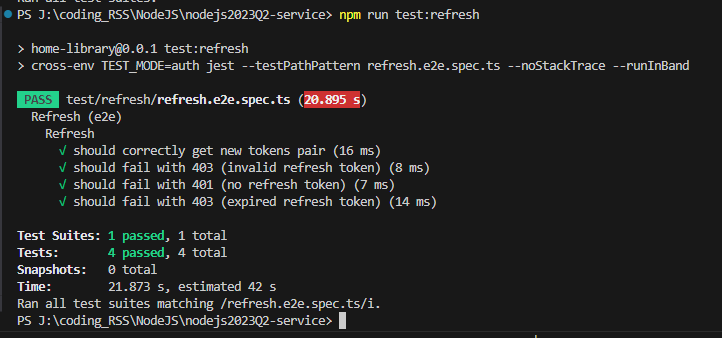 Ran all test suites.
PS J:\coding_RSS\NodeJS\nodejs2023Q2-service> npm run test:refresh
> home-library@0.0.1 test:refresh
> cross-env TEST_MODE=auth jest --testPathPattern refresh.e2e.spec.ts --noStackTrace --runInBand
PASS test/refresh/refresh.e2e.spec.ts (20.895 s)
Refresh (e2e)
Refresh
√ should correctly get new tokens pair (16 ms)
√ should fail with 403 (invalid refresh token) (8 ms)
√ should fail with 401 (no refresh token) (7 ms)
√ should fail with 403 (expired refresh token) (14 ms)
Test Suites: 1 passed, 1 total
Tests: 4 passed, 4 total
Snapshots: 0 total
Time: 21.873 s, estimated 42 s
Ran all test suites matching /refresh.e2e.spec.ts/i.
PS J:\coding_RSS\NodeJS\nodejs2023Q2-service>